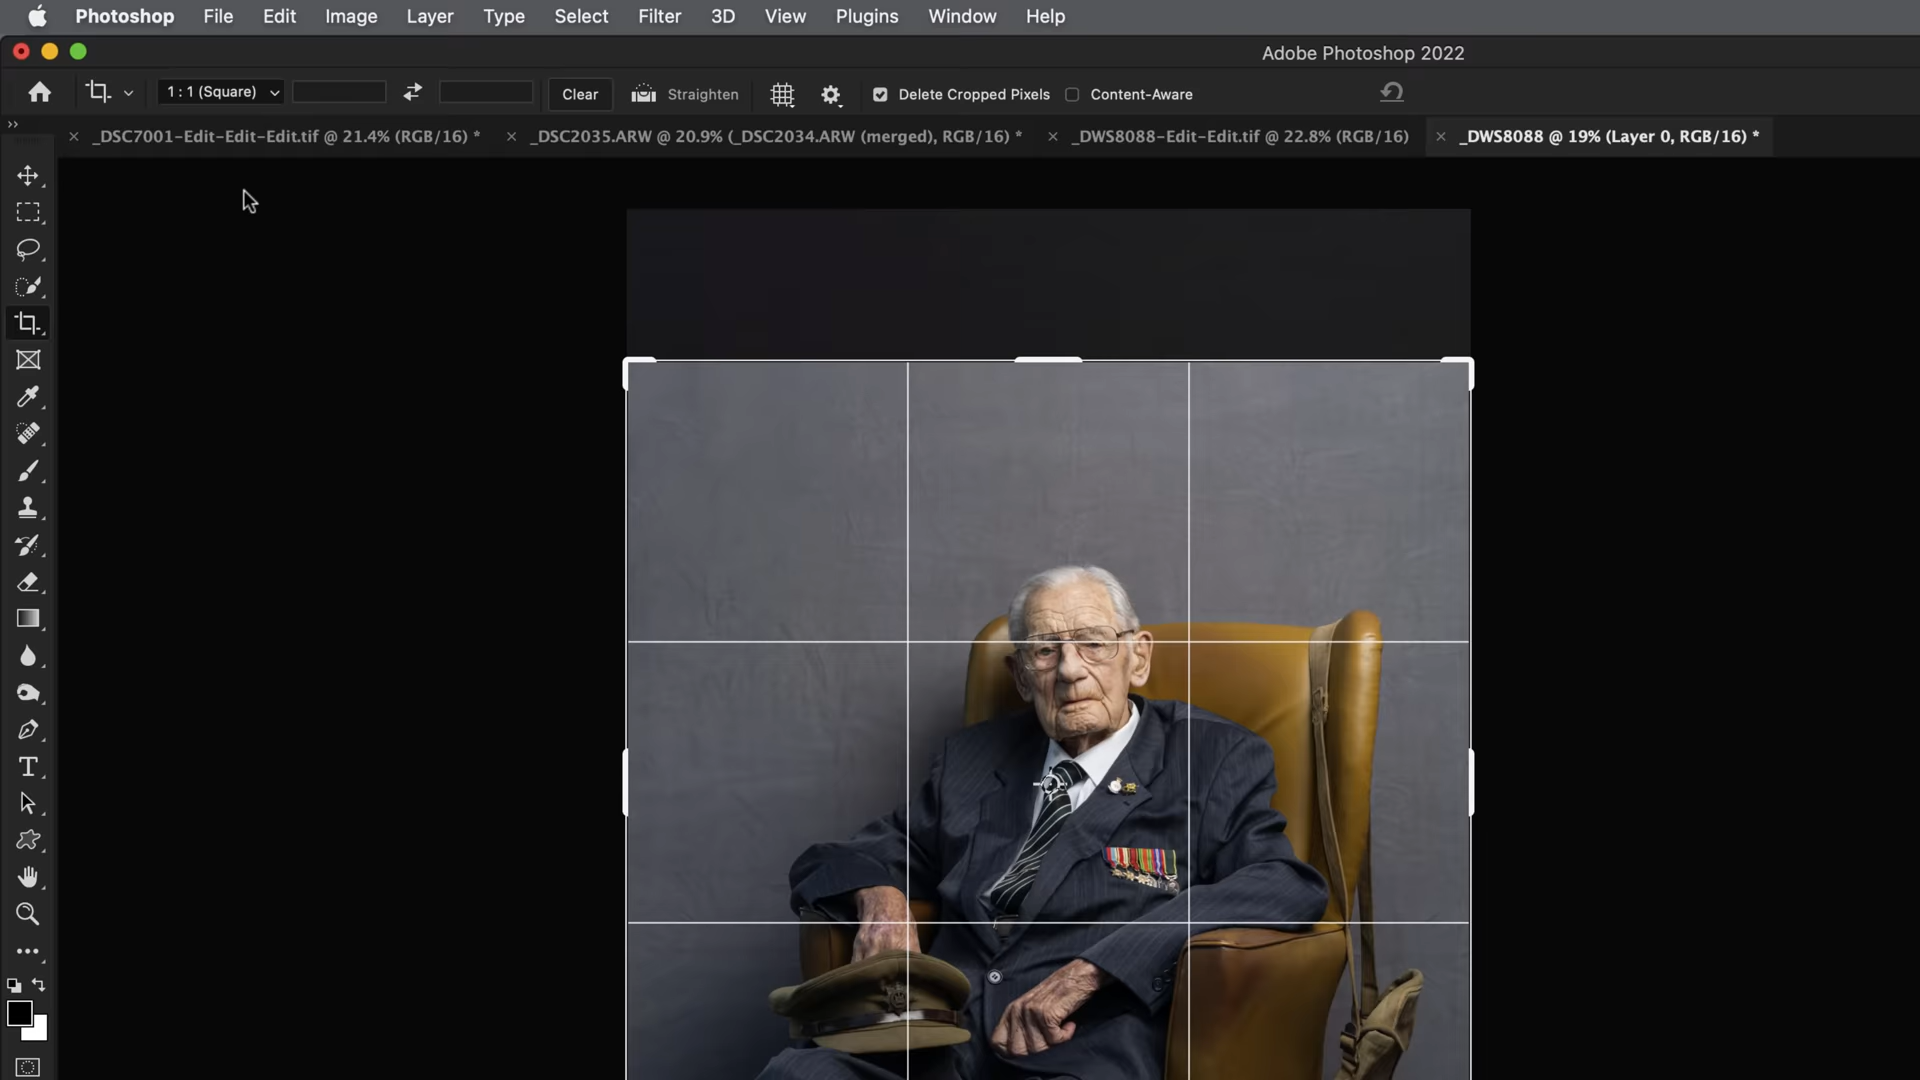 Photoshop File Edit Image Layer Type Select Filter 3D View Plugins Window Help
Adobe Photoshop 2022
1 : 1 (Square) Clear Straighten Delete Cropped Pixels Content-Aware
_DSC7001-Edit-Edit-Edit.tif @ 21.4% (RGB/16) * _DSC2035.ARW @ 20.9% (_DSC2034.ARW (merged), RGB/16) * _DWS8088-Edit-Edit.tif @ 22.8% (RGB/16) _DWS8088 @ 19% (Layer 0, RGB/16) *